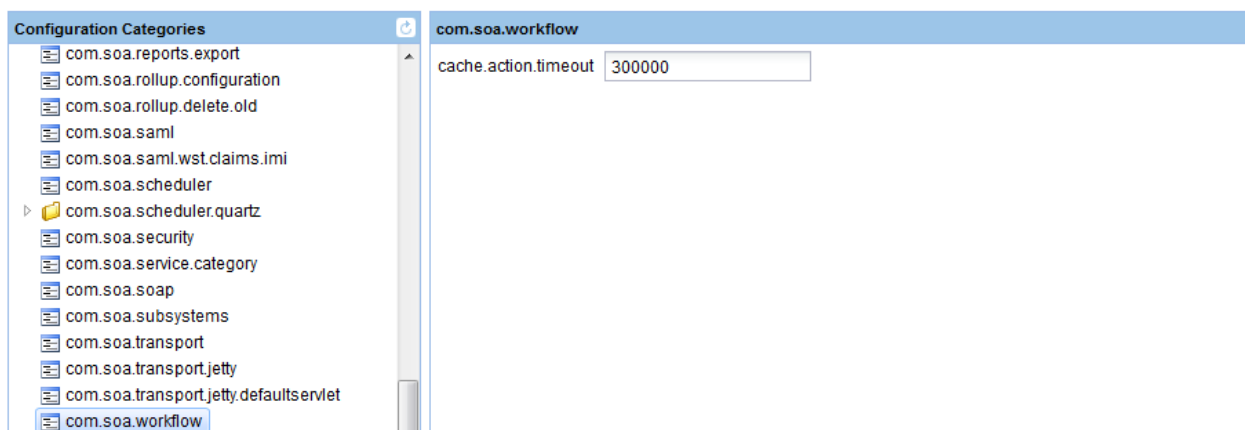 Configuration Categories
com.soa.reports.export
com.soa.rollup.configuration
com.soa.rollup.delete.old
com.soa.saml
com.soa.saml.wst.claims.imi
com.soa.scheduler
com.soa.scheduler.quartz
com.soa.security
com.soa.service.category
com.soa.soap
com.soa.subsystems
com.soa.transport
com.soa.transport.jetty
com.soa.transport.jetty.defaultservlet
com.soa.workflow
com.soa.workflow
cache.action.timeout 300000